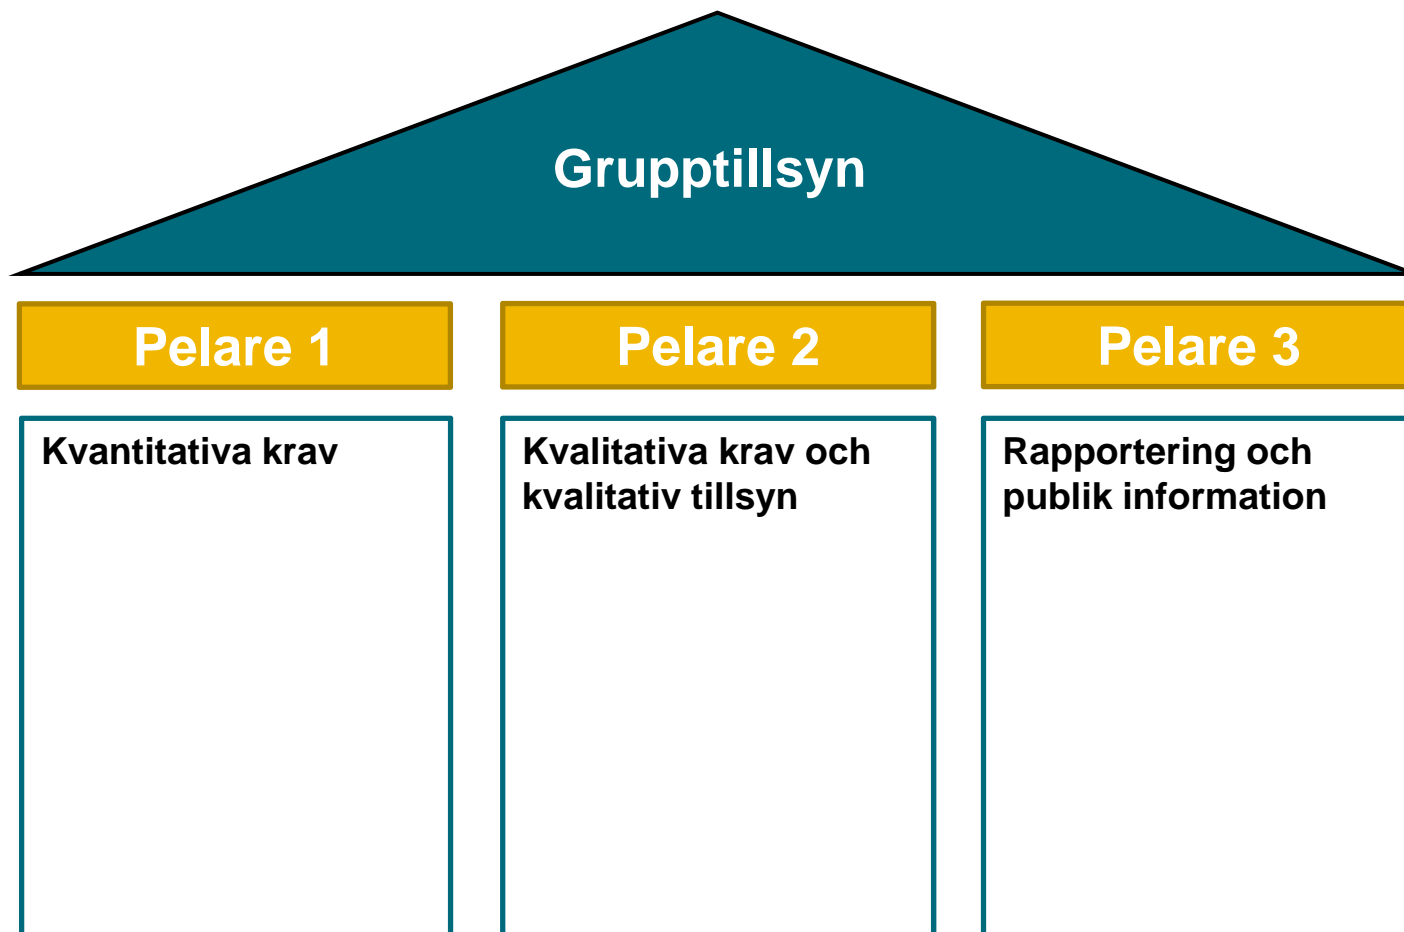 Grupptillsyn
Pelare 1
Pelare 2
Pelare 3
Kvantitativa krav
Kvalitativa krav och
kvalitativ tillsyn
Rapportering och
publik information